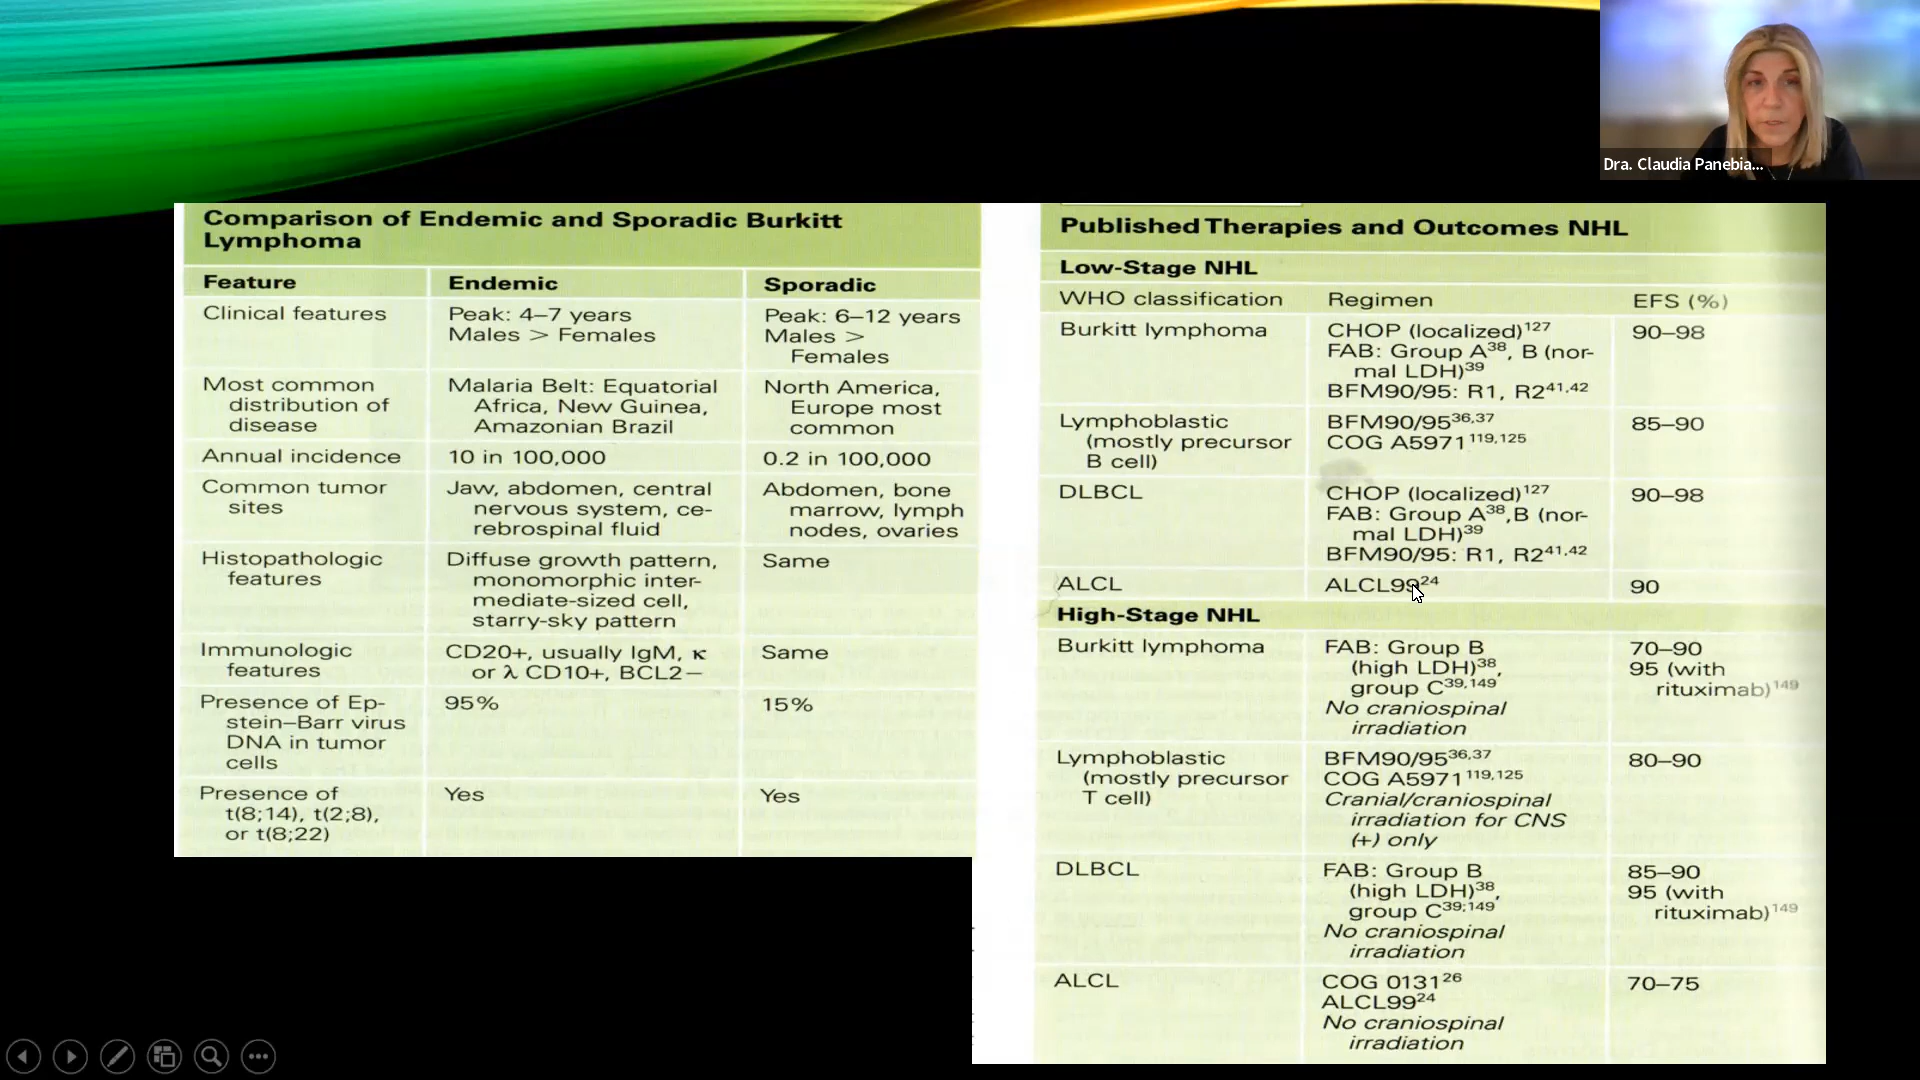 Dra. Claudia Panebia...
Comparison of Endemic and Sporadic Burkitt
Lymphoma
Feature
Endemic
Sporadic
Clinical features
Peak: 4–7 years
Males > Females
Peak: 6–12 years
Males >
Females
Most common
distribution of
disease
Malaria Belt: Equatorial
Africa, New Guinea,
Amazonian Brazil
North America,
Europe most
common
Annual incidence
10 in 100,000
0.2 in 100,000
Common tumor
sites
Jaw, abdomen, central
nervous system, ce-
rebrospinal fluid
Abdomen, bone
marrow, lymph
nodes, ovaries
Histopathologic
features
Diffuse growth pattern,
monomorphic inter-
mediate-sized cell,
starry-sky pattern
Same
Immunologic
features
CD20+, usually IgM, κ
or λ CD10+, BCL2−
Same
Presence of Ep-
stein–Barr virus
DNA in tumor
cells
95%
15%
Presence of
t(8;14), t(2;8),
or t(8;22)
Yes
Yes
Published Therapies and Outcomes NHL
Low-Stage NHL
WHO classification
Regimen
EFS (%)
Burkitt lymphoma
CHOP (localized)127
FAB: Group A38, B (nor-
mal LDH)39
BFM90/95: R1, R241,42
90–98
Lymphoblastic
(mostly precursor
B cell)
BFM90/9536,37
COG A5971119,125
85–90
DLBCL
CHOP (localized)127
FAB: Group A38,B (nor-
mal LDH)39
BFM90/95: R1, R241,42
90–98
ALCL
ALCL9924
90
High-Stage NHL
Burkitt lymphoma
FAB: Group B
(high LDH)38,
group C39,149
No craniospinal
irradiation
70–90
95 (with
rituximab)149
Lymphoblastic
(mostly precursor
T cell)
BFM90/9536,37
COG A5971119,125
Cranial/craniospinal
irradiation for CNS
(+) only
80–90
DLBCL
FAB: Group B
(high LDH)38,
group C39;149
No craniospinal
irradiation
85–90
95 (with
rituximab)149
ALCL
COG 013126
ALCL9924
No craniospinal
irradiation
70–75